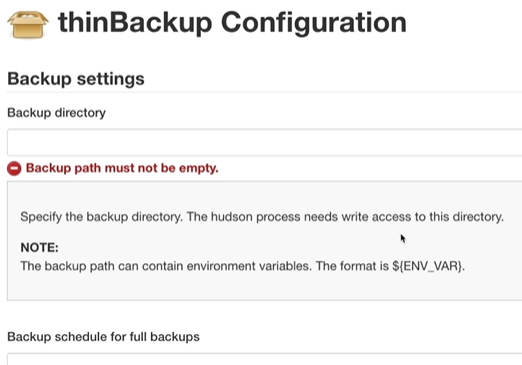 thinBackup Configuration
Backup settings
Backup directory
Backup path must not be empty.
Specify the backup directory. The hudson process needs write access to this directory.
NOTE:
The backup path can contain environment variables. The format is ${ENV_VAR}.
Backup schedule for full backups